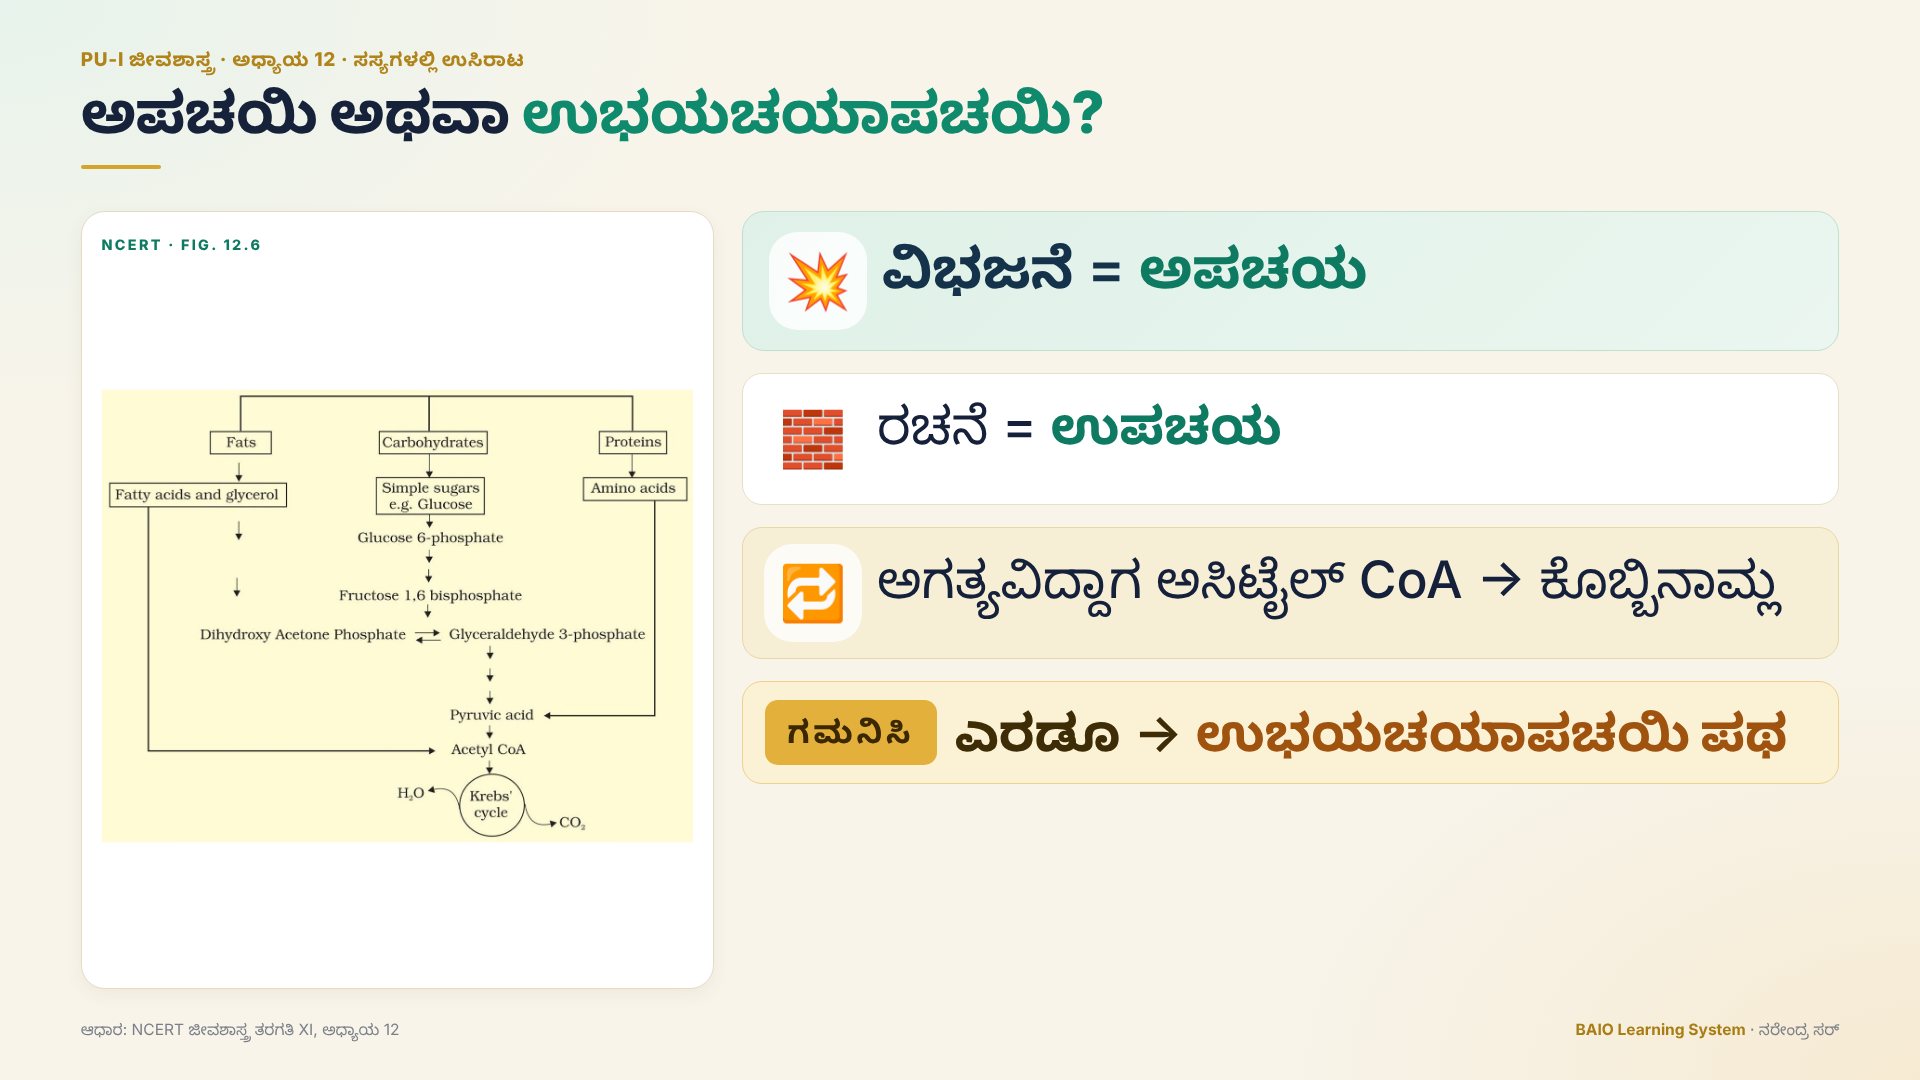 PU-I ಜೀವಶಾಸ್ತ್ರ · ಅಧ್ಯಾಯ 12 · ಸಸ್ಯಗಳಲ್ಲಿ ಉಸಿರಾಟ
ಅಪಚಯಿ ಅಥವಾ ಉಭಯಚಯಾಪಚಯಿ?
NCERT · FIG. 12.6
Fats
Carbohydrates
Proteins
Fatty acids and glycerol
Simple sugars
e.g. Glucose
Amino acids
Glucose 6-phosphate
Fructose 1,6 bisphosphate
Dihydroxy Acetone Phosphate
Glyceraldehyde 3-phosphate
Pyruvic acid
Acetyl CoA
H₂O
Krebs’
cycle
CO₂
ವಿಭಜನೆ = ಅಪಚಯ
ರಚನೆ = ಉಪಚಯ
ಅಗತ್ಯವಿದ್ದಾಗ ಅಸಿಟೈಲ್ CoA → ಕೊಬ್ಬಿನಾಮ್ಲ
ಗಮನಿಸಿ ಎರಡೂ → ಉಭಯಚಯಾಪಚಯಿ ಪಥ
ಆಧಾರ: NCERT ಜೀವಶಾಸ್ತ್ರ ತರಗತಿ XI, ಅಧ್ಯಾಯ 12
BAIO Learning System · ನರೇಂದ್ರ ಸರ್